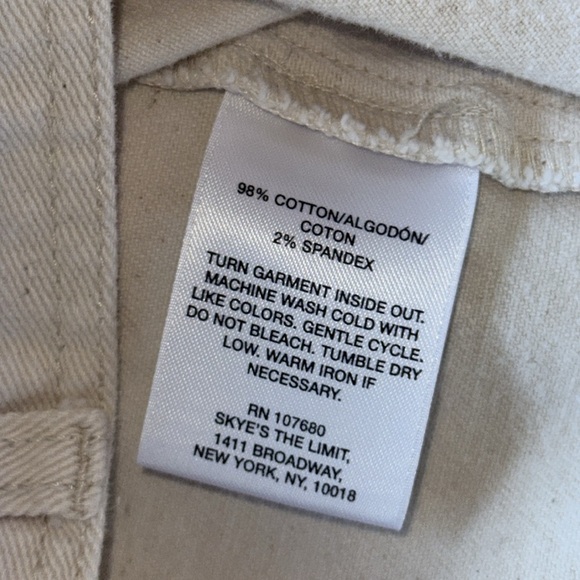 98% COTTON/ALGODÓN/
COTON
2% SPANDEX
TURN GARMENT INSIDE OUT.
MACHINE WASH COLD WITH
LIKE COLORS. GENTLE CYCLE.
DO NOT BLEACH. TUMBLE DRY
LOW. WARM IRON IF
NECESSARY.
RN 107680
SKYE'S THE LIMIT,
1411 BROADWAY,
NEW YORK, NY, 10018